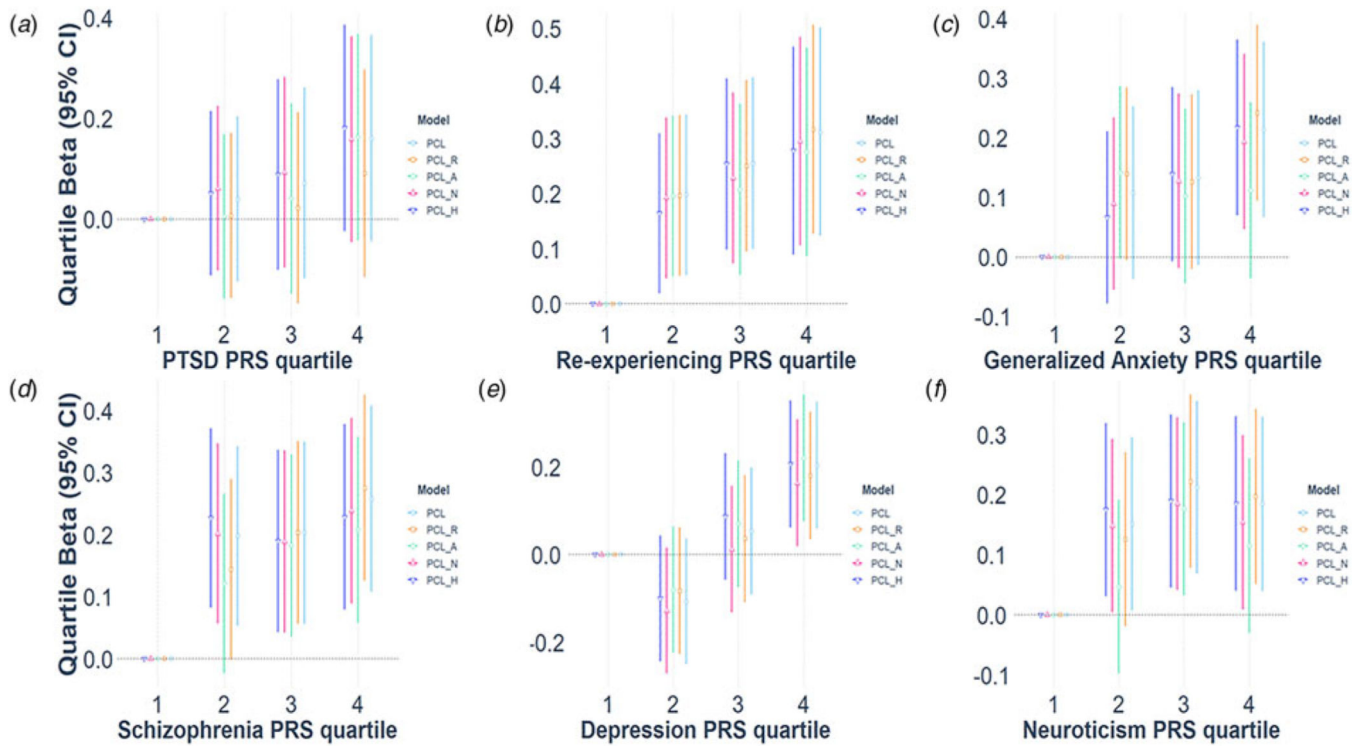 (a)
Quartile Beta (95% CI)
0.4
0.2
0.0
1 2 3 4
PTSD PRS quartile
Model
PCL
PCL_R
PCL_A
PCL_N
PCL_H
(b)
0.5
0.4
0.3
0.2
0.1
0.0
1 2 3 4
Re-experiencing PRS quartile
Model
PCL
PCL_R
PCL_A
PCL_N
PCL_H
(c)
0.4
0.3
0.2
0.1
0.0
-0.1
1 2 3 4
Generalized Anxiety PRS quartile
Model
PCL
PCL_R
PCL_A
PCL_N
PCL_H
(d)
Quartile Beta (95% CI)
0.4
0.3
0.2
0.1
0.0
1 2 3 4
Schizophrenia PRS quartile
Model
PCL
PCL_R
PCL_A
PCL_N
PCL_H
(e)
0.2
0.0
-0.2
1 2 3 4
Depression PRS quartile
Model
PCL
PCL_R
PCL_A
PCL_N
PCL_H
(f)
0.3
0.2
0.1
0.0
-0.1
1 2 3 4
Neuroticism PRS quartile
Model
PCL
PCL_R
PCL_A
PCL_N
PCL_H